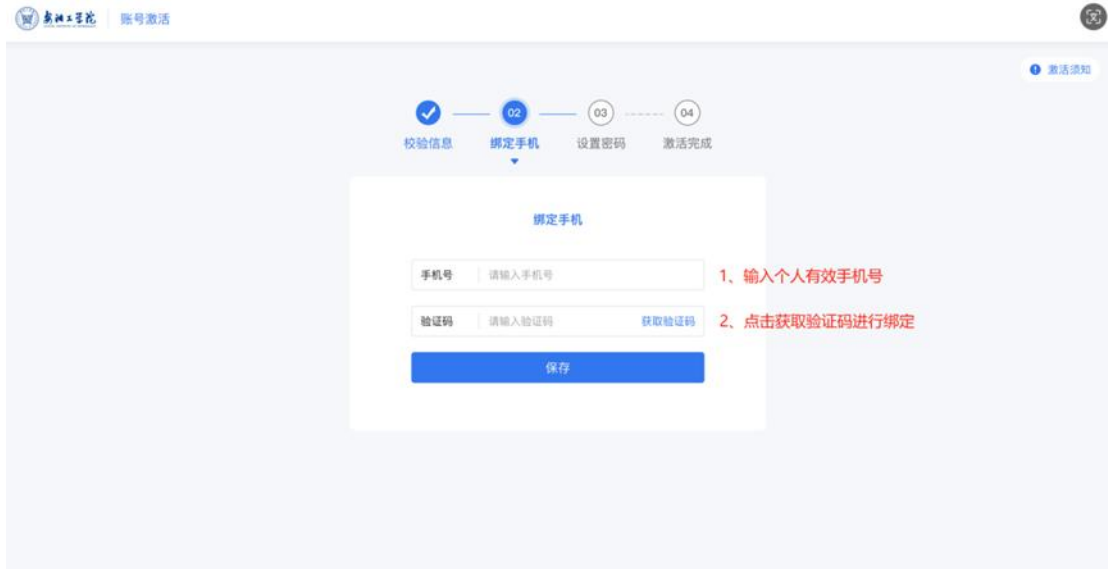 账号激活
激活须知
02
03
04
校验信息
绑定手机
设置密码
激活完成
绑定手机
手机号
请输入手机号
1、输入个人有效手机号
验证码
请输入验证码
获取验证码
2、点击获取验证码进行绑定
保存